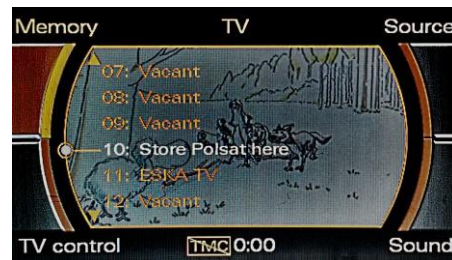 Memory TV Source
07: Vacant
08: Vacant
09: Vacant
10: Store Polsat here
11: ESKA TV
12: Vacant
TV control TMC 0:00 Sound